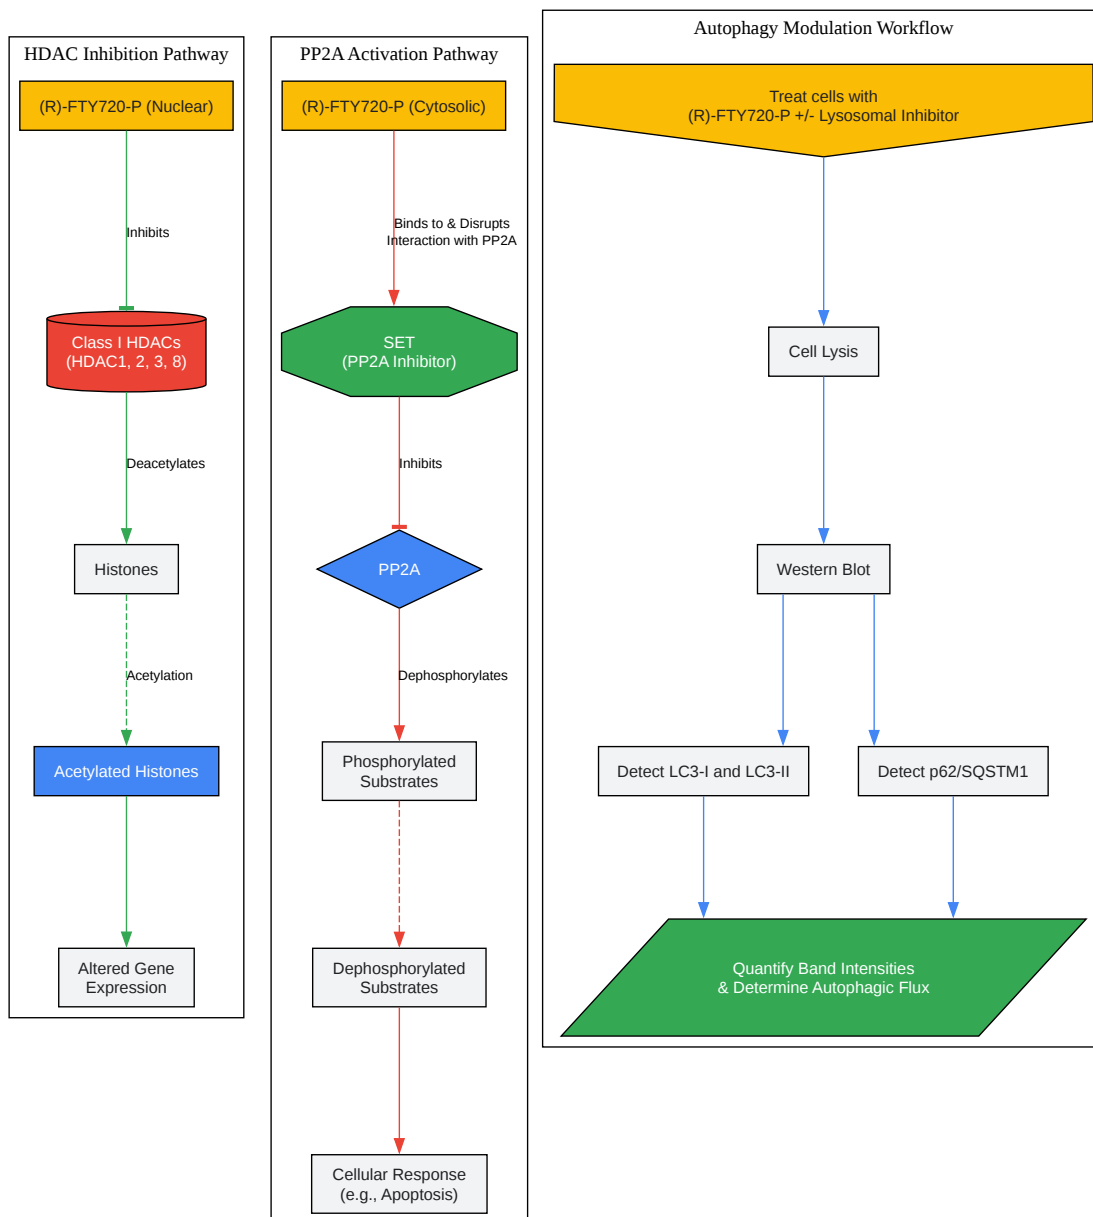 HDAC Inhibition Pathway
(R)-FTY720-P (Nuclear)
Inhibits
Class I HDACs
(HDAC1, 2, 3, 8)
Deacetylates
Histones
Acetylation
Acetylated Histones
Altered Gene
Expression
PP2A Activation Pathway
(R)-FTY720-P (Cytosolic)
Binds to & Disrupts
Interaction with PP2A
SET
(PP2A Inhibitor)
Inhibits
PP2A
Dephosphorylates
Phosphorylated
Substrates
Dephosphorylated
Substrates
Cellular Response
(e.g., Apoptosis)
Autophagy Modulation Workflow
Treat cells with
(R)-FTY720-P +/- Lysosomal Inhibitor
Cell Lysis
Western Blot
Detect LC3-I and LC3-II
Detect p62/SQSTM1
Quantify Band Intensities
& Determine Autophagic Flux